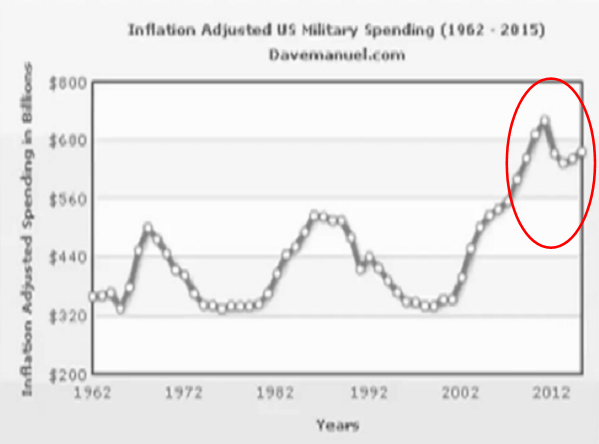 Inflation Adjusted US Military Spending (1962 - 2015)
Davemanuel.com
Inflation Adjusted Spending in Billions
$800
$680
$560
$440
$320
$200
1962 1972 1982 1992 2002 2012
Years